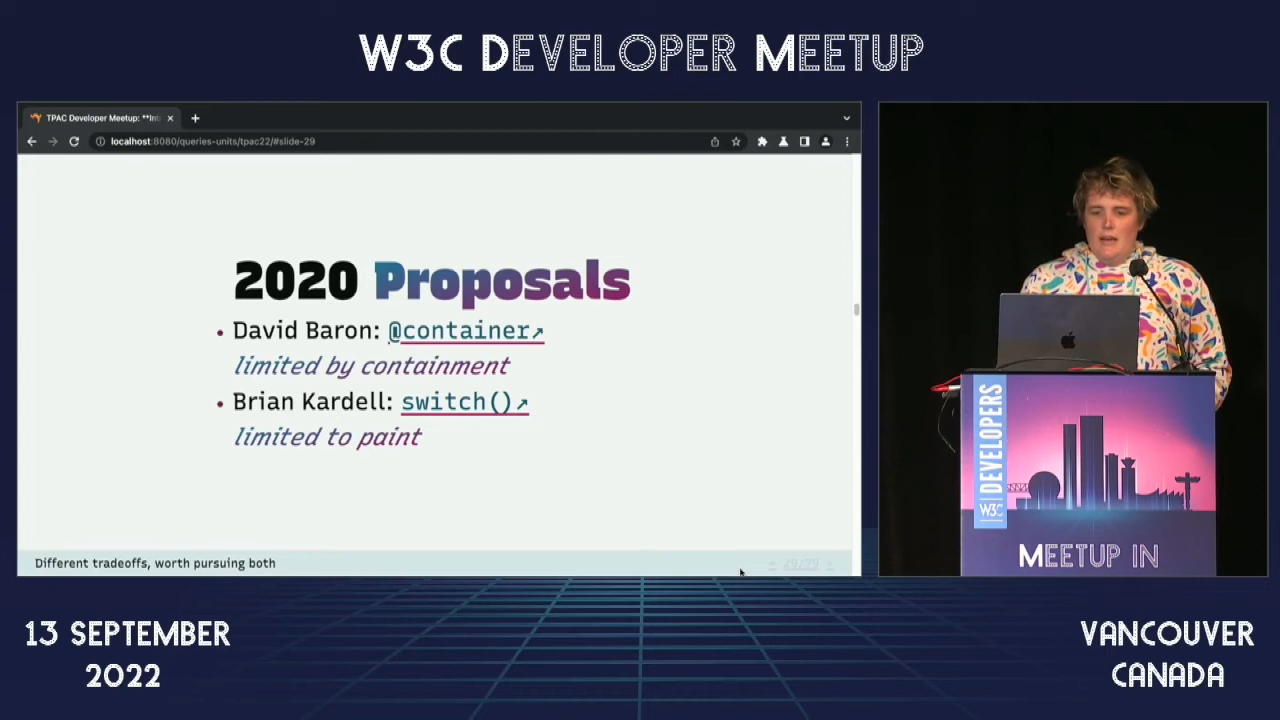 W3C DEVELOPER MEETUP
TPAC Developer Meetup: **Int
localhost:8080/queries-units/tpac22/#slide-29
2020 Proposals
• David Baron: @container↗
limited by containment
• Brian Kardell: switch()↗
limited to paint
Different tradeoffs, worth pursuing both
29/79
DEVELOPERS
W3C
MEETUP IN
13 SEPTEMBER
2022
VANCOUVER
CANADA